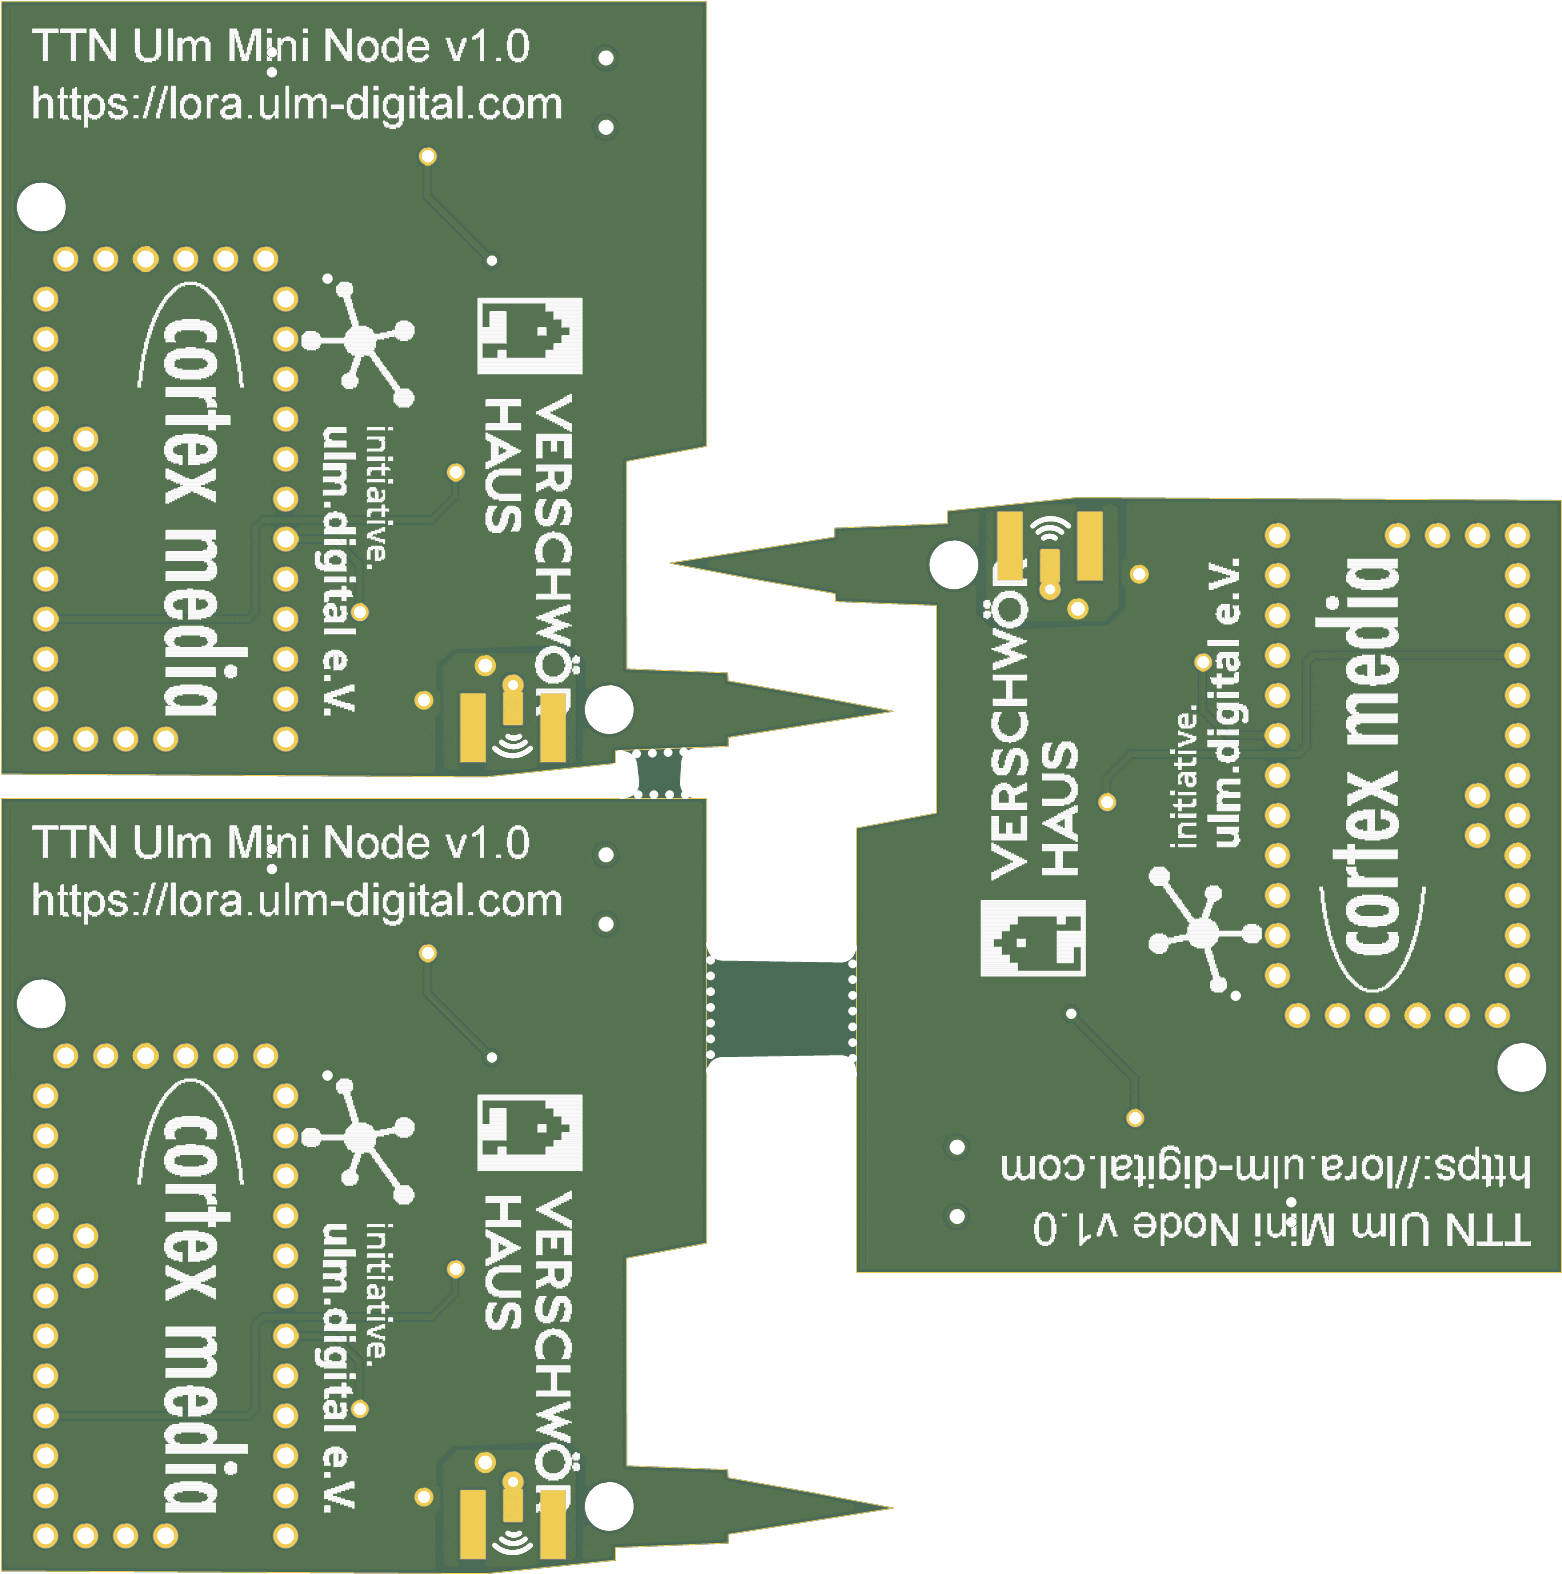 TTN Ulm Mini Node v1.0
https://lora.ulm-digital.com
cortex media
initiative.
ulm.digital e.V.
VERSCHWÖR
HAUS
TTN Ulm Mini Node v1.0
https://lora.ulm-digital.com
cortex media
initiative.
ulm.digital e.V.
VERSCHWÖR
HAUS
VERSCHWÖR
HAUS
initiative.
ulm.digital e.V.
cortex media
TTN Ulm Mini Node v1.0
https://lora.ulm-digital.com